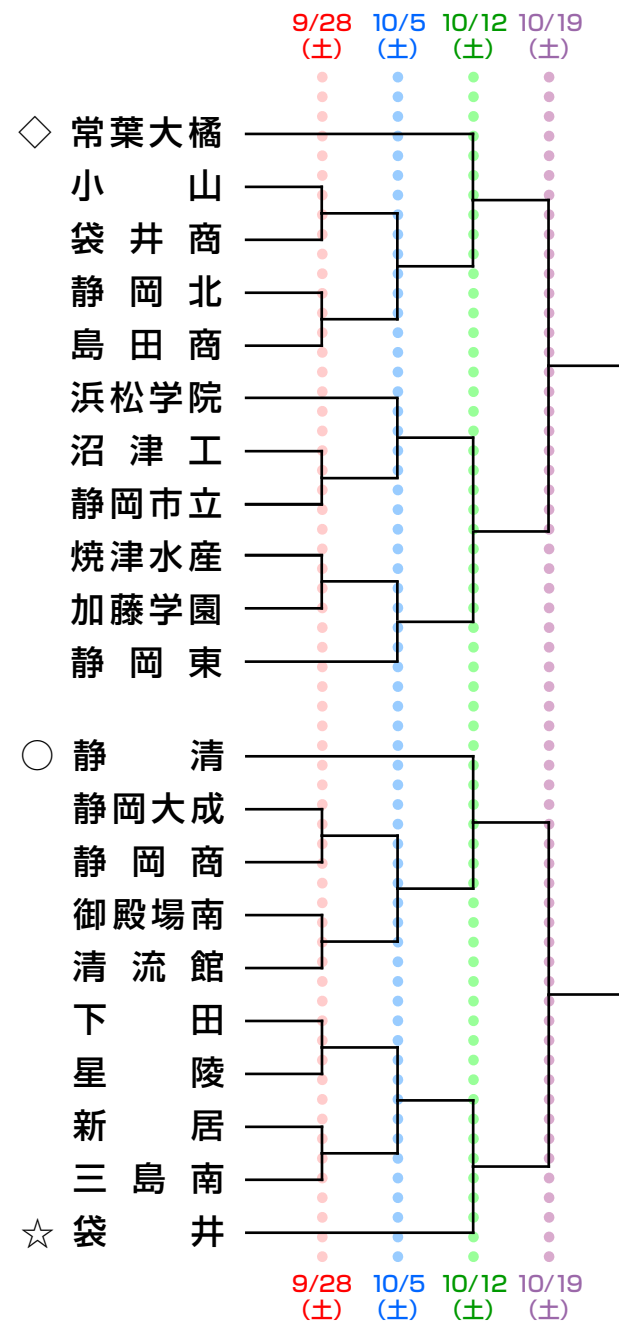 9/28 10/5 10/12 10/19
(土) (土) (土) (土)
◇ 常葉大橘
小山
袋井商
静岡北
島田商
浜松学院
沼津工
静岡市立
焼津水産
加藤学園
静岡東
○ 静清
静岡大成
静岡商
御殿場南
清流館
下田
星陵
新居
三島南
☆ 袋井
9/28 10/5 10/12 10/19
(土) (土) (土) (土)